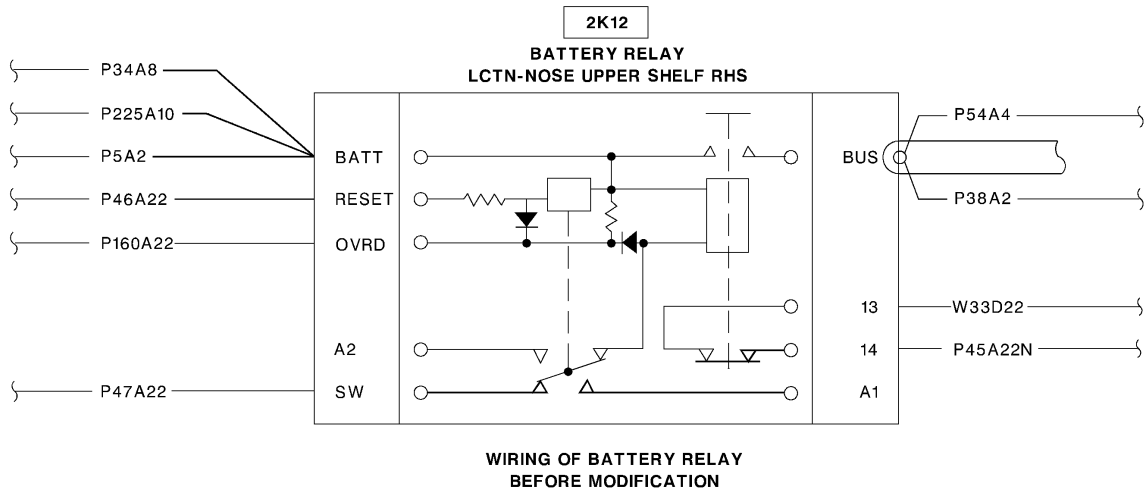 2K12
BATTERY RELAY
LCTN-NOSE UPPER SHELF RHS
P34A8
P225A10
P5A2
P46A22
P160A22
P47A22
BATT
RESET
OVRD
A2
SW
BUS
13
14
A1
P54A4
P38A2
W33D22
P45A22N
WIRING OF BATTERY RELAY
BEFORE MODIFICATION